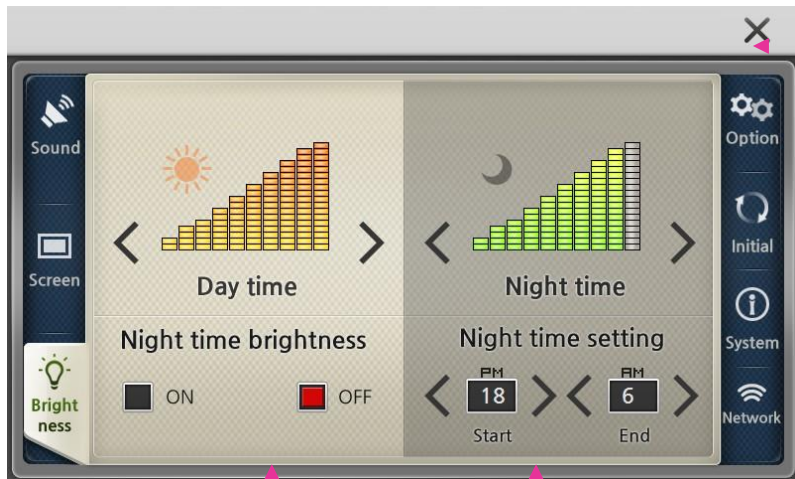 Sound
Screen
Bright
ness
Day time
Night time
Night time brightness
ON
OFF
Night time setting
PM
18
Start
AM
6
End
Option
Initial
System
Network